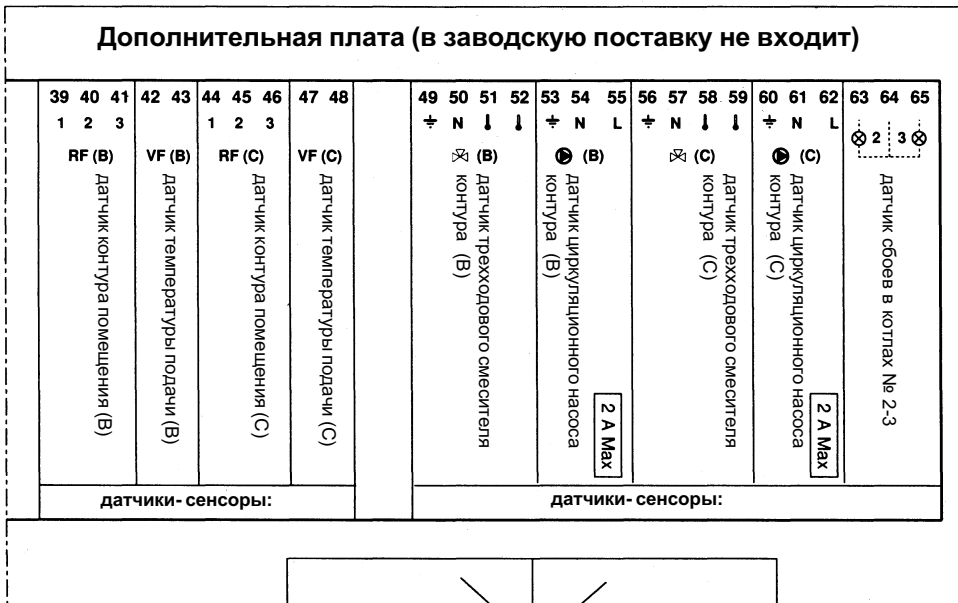 Дополнительная плата (в заводскую поставку не входит)
39 40 41 42 43 44 45 46 47 48 49 50 51 52 53 54 55 56 57 58 59 60 61 62 63 64 65
1 2 3 1 2 3 N N L N N L 2 3
RF (B) VF (B) RF (C) VF (C) (B) (B) (C) (C)
датчик контура помещения (B)
датчик температуры подачи (B)
датчик контура помещения (C)
датчик температуры подачи (C)
датчик трехходового смесителя
контура (B)
датчик циркуляционного насоса
контура (B)
2 A Max
датчик трехходового смесителя
контура (C)
датчик циркуляционного насоса
контура (C)
2 A Max
датчик сбоев в котлах № 2-3
датчики- сенсоры: датчики- сенсоры: